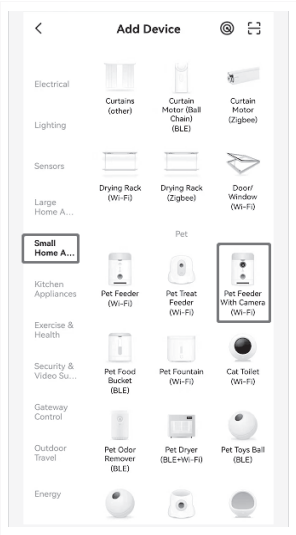 Add Device
Electrical
Lighting
Sensors
Large
Home A...
Small
Home A...
Kitchen
Appliances
Exercise &
Health
Security &
Video Su...
Gateway
Control
Outdoor
Travel
Energy
Curtains
(other)
Curtain
Motor (Ball
Chain)
(BLE)
Curtain
Motor
(Zigbee)
Drying Rack
(Wi-Fi)
Drying Rack
(Zigbee)
Door/
Window
(Wi-Fi)
Pet
Pet Feeder
(Wi-Fi)
Pet Treat
Feeder
(Wi-Fi)
Pet Feeder
With Camera
(Wi-Fi)
Pet Food
Bucket
(BLE)
Pet Fountain
(Wi-Fi)
Cat Toilet
(Wi-Fi)
Pet Odor
Remover
(BLE)
Pet Dryer
(BLE+Wi-Fi)
Pet Toys Ball
(BLE)